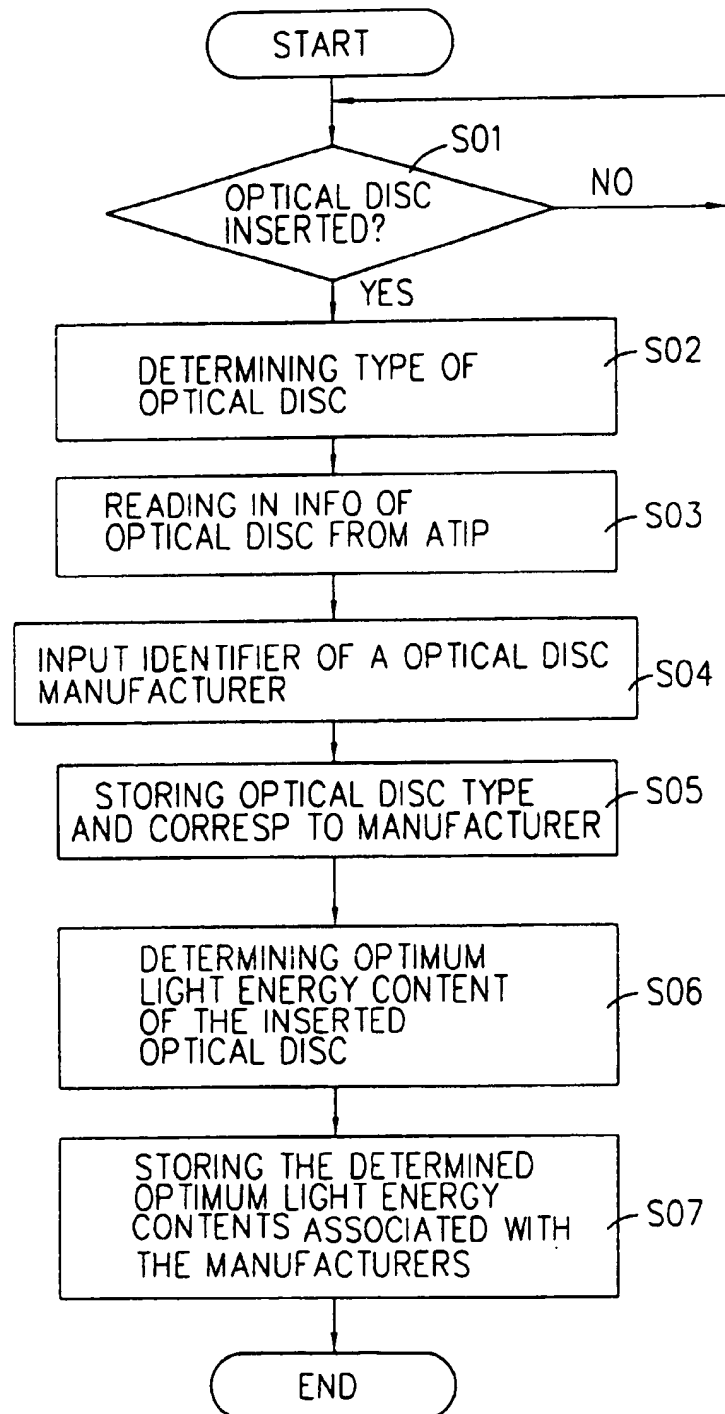 START
S01
OPTICAL DISC
INSERTED?
NO
YES
DETERMINING TYPE OF
OPTICAL DISC
S02
READING IN INFO OF
OPTICAL DISC FROM ATIP
S03
INPUT IDENTIFIER OF A OPTICAL DISC
MANUFACTURER
S04
STORING OPTICAL DISC TYPE
AND CORRESP TO MANUFACTURER
S05
DETERMINING OPTIMUM
LIGHT ENERGY CONTENT
OF THE INSERTED
OPTICAL DISC
S06
STORING THE DETERMINED
OPTIMUM LIGHT ENERGY
CONTENTS ASSOCIATED WITH
THE MANUFACTURERS
S07
END